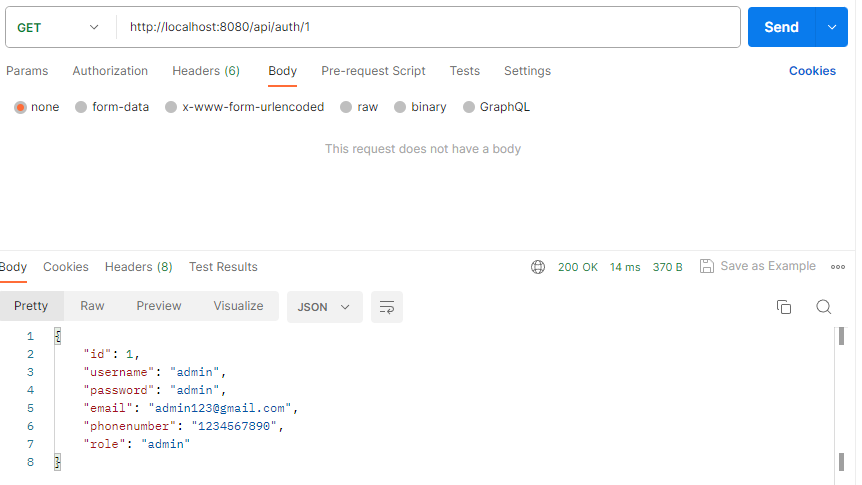 GET http://localhost:8080/api/auth/1 Send
Params Authorization Headers (6) Body Pre-request Script Tests Settings Cookies
none form-data x-www-form-urlencoded raw binary GraphQL
This request does not have a body
Body Cookies Headers (8) Test Results 200 OK 14 ms 370 B Save as Example
Pretty Raw Preview Visualize JSON
1 {
2 "id": 1,
3 "username": "admin",
4 "password": "admin",
5 "email": "admin123@gmail.com",
6 "phonenumber": "1234567890",
7 "role": "admin"
8 }